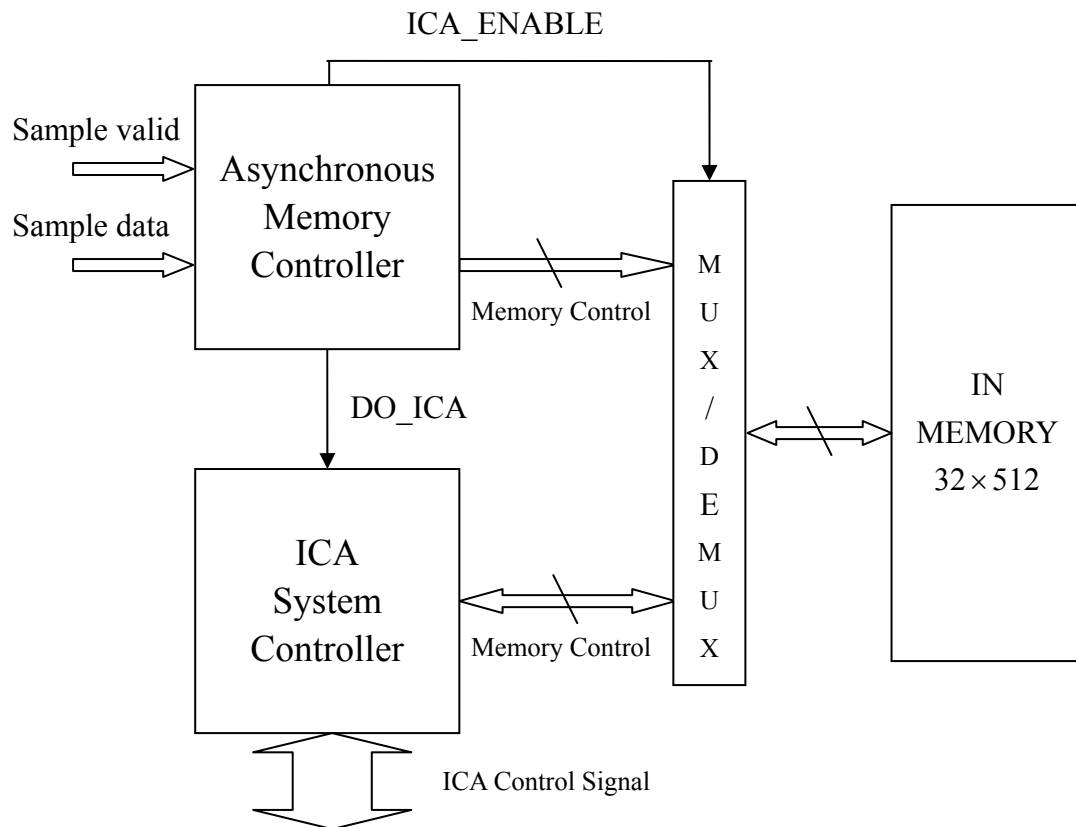 ICA_ENABLE
Sample valid
Sample data
Asynchronous
Memory
Controller
Memory Control
DO_ICA
M
U
X
/
D
E
M
U
X
IN
MEMORY
32 × 512
ICA
System
Controller
Memory Control
ICA Control Signal